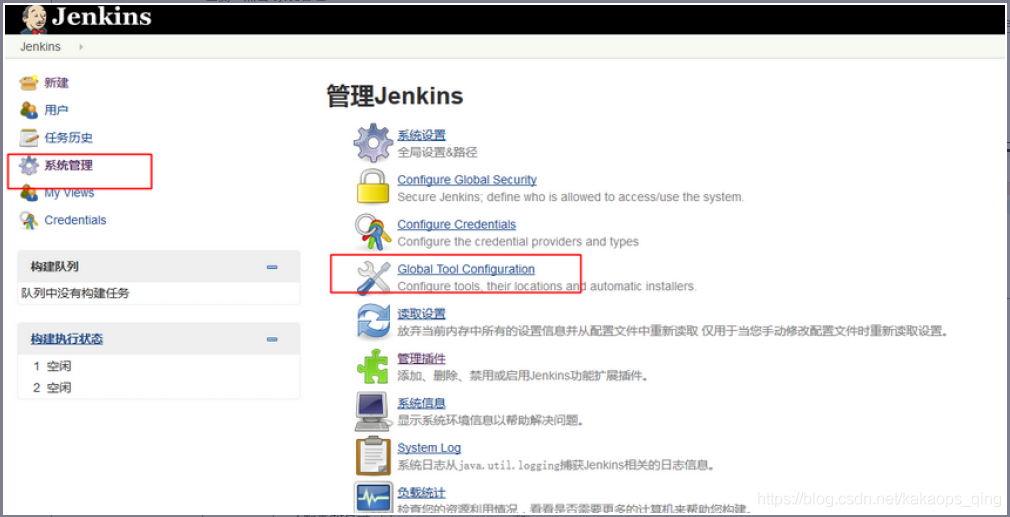 Jenkins
Jenkins
新建
用户
任务历史
系统管理
My Views
Credentials
构建队列
队列中没有构建任务
构建执行状态
1 空闲
2 空闲
管理Jenkins
系统设置
全局设置&路径
Configure Global Security
Secure Jenkins; define who is allowed to access/use the system.
Configure Credentials
Configure the credential providers and types
Global Tool Configuration
Configure tools, their locations and automatic installers.
读取设置
放弃当前内存中所有的设置信息并从配置文件中重新读取 仅用于当您手动修改配置文件时重新读取设置。
管理插件
添加、删除、禁用或启用Jenkins功能扩展插件。
系统信息
显示系统环境信息以帮助解决问题。
System Log
系统日志从java.util.logging捕获Jenkins相关的日志信息。
负载统计
检查您的资源利用情况，看看是否需要更多的计算机来帮助您构建。
https://blog.csdn.net/kakaops_qing